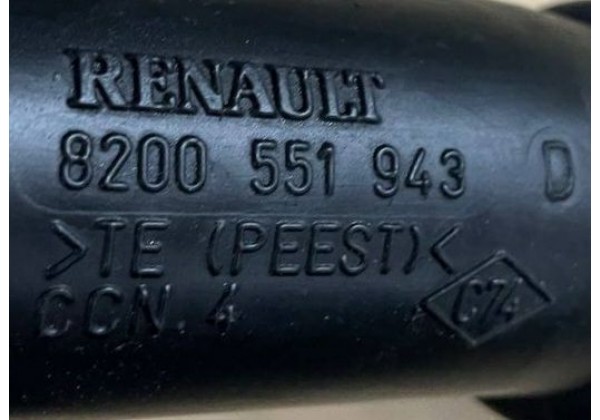 RENAULT
8200 551 943 D
>TE (PEEST)<
CCN.4 C74